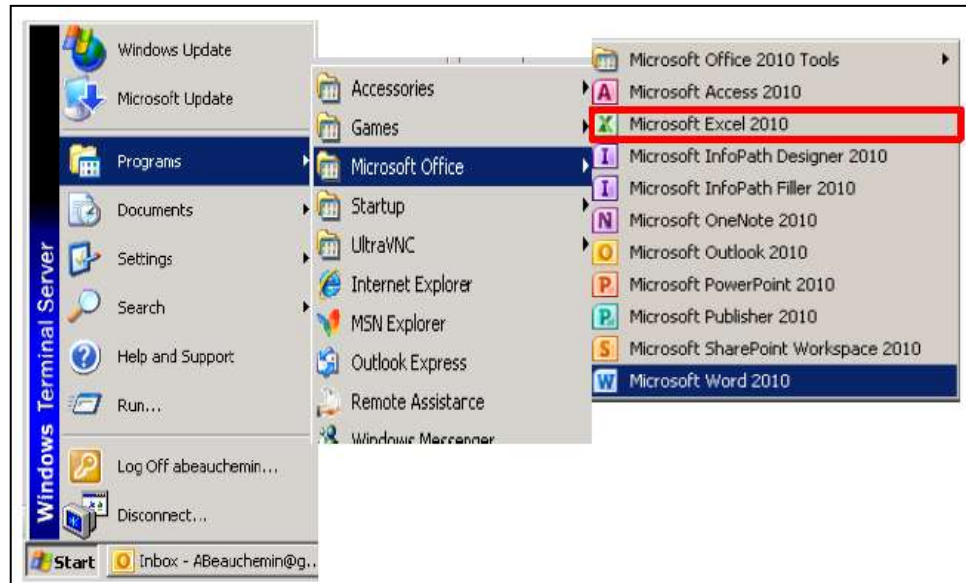 Windows Terminal Server
Windows Update
Microsoft Update
Programs
Documents
Settings
Search
Help and Support
Run...
Log Off abeauchemin...
Disconnect...
Start
Inbox - ABeauchemin@g...
Accessories
Games
Microsoft Office
Startup
UltraVNC
Internet Explorer
MSN Explorer
Outlook Express
Remote Assistance
Windows Messenger
Microsoft Office 2010 Tools
Microsoft Access 2010
Microsoft Excel 2010
Microsoft InfoPath Designer 2010
Microsoft InfoPath Filler 2010
Microsoft OneNote 2010
Microsoft Outlook 2010
Microsoft PowerPoint 2010
Microsoft Publisher 2010
Microsoft SharePoint Workspace 2010
Microsoft Word 2010